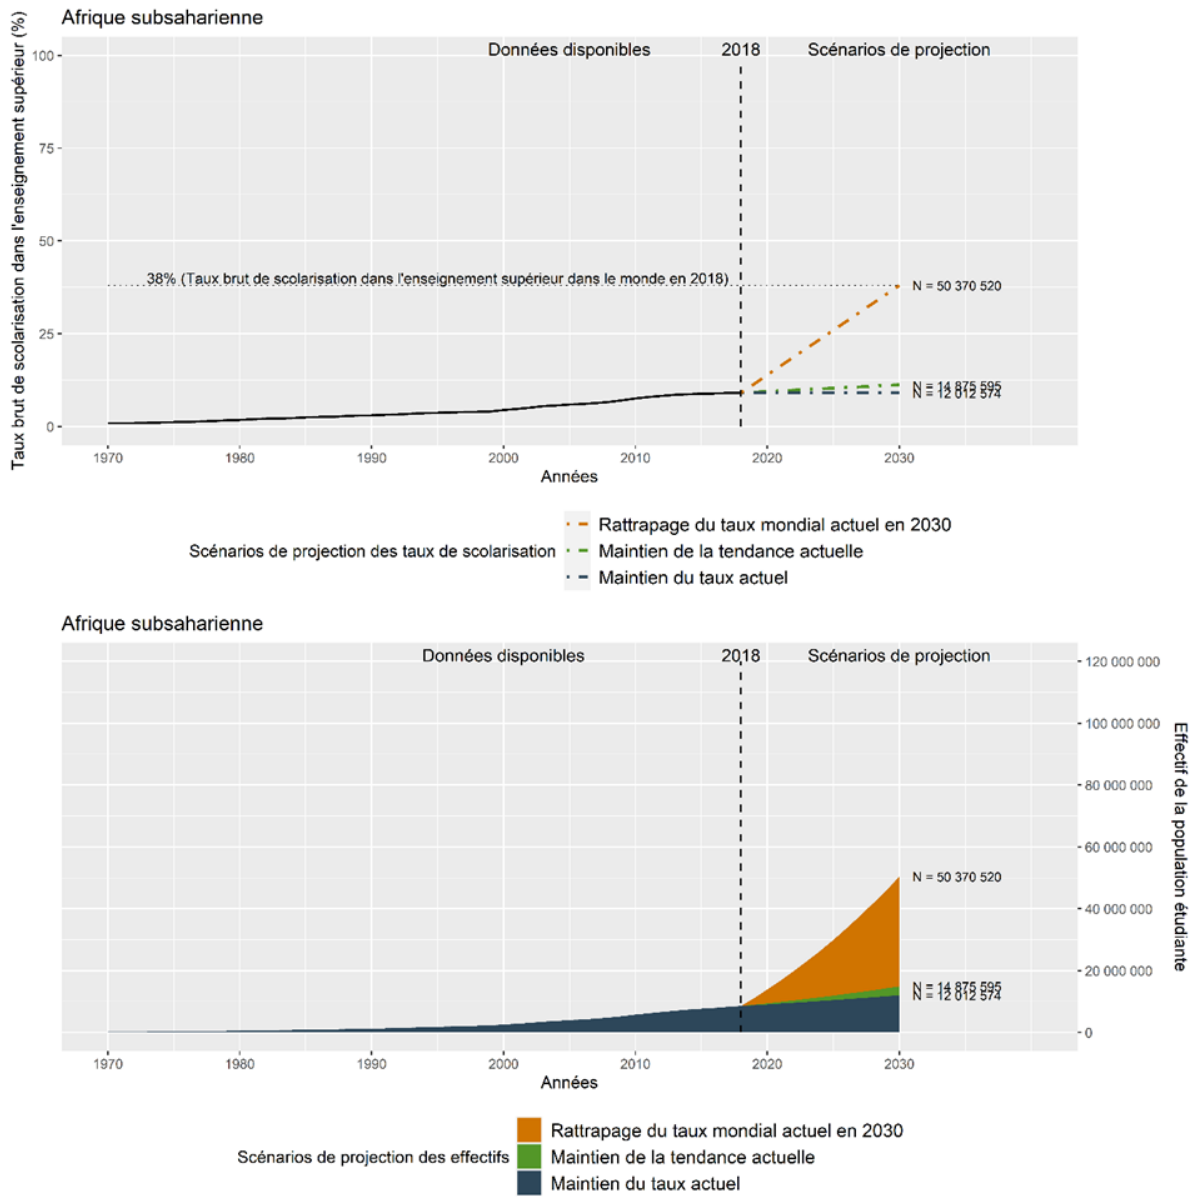 Afrique subsaharienne
Taux brut de scolarisation dans l'enseignement supérieur (%)
Données disponibles 2018 Scénarios de projection
100
75
50
38% (Taux brut de scolarisation dans l'enseignement supérieur dans le monde en 2018)
N = 50 370 520
25
N = 14 875 595
N = 12 012 574
0
1970 1980 1990 2000 2010 2020 2030
Années
Scénarios de projection des taux de scolarisation
Rattrapage du taux mondial actuel en 2030
Maintien de la tendance actuelle
Maintien du taux actuel
Afrique subsaharienne
Données disponibles 2018 Scénarios de projection
120 000 000
100 000 000
80 000 000
60 000 000
N = 50 370 520
40 000 000
20 000 000
N = 14 875 595
N = 12 012 574
0
Effectif de la population étudiante
1970 1980 1990 2000 2010 2020 2030
Années
Scénarios de projection des effectifs
Rattrapage du taux mondial actuel en 2030
Maintien de la tendance actuelle
Maintien du taux actuel